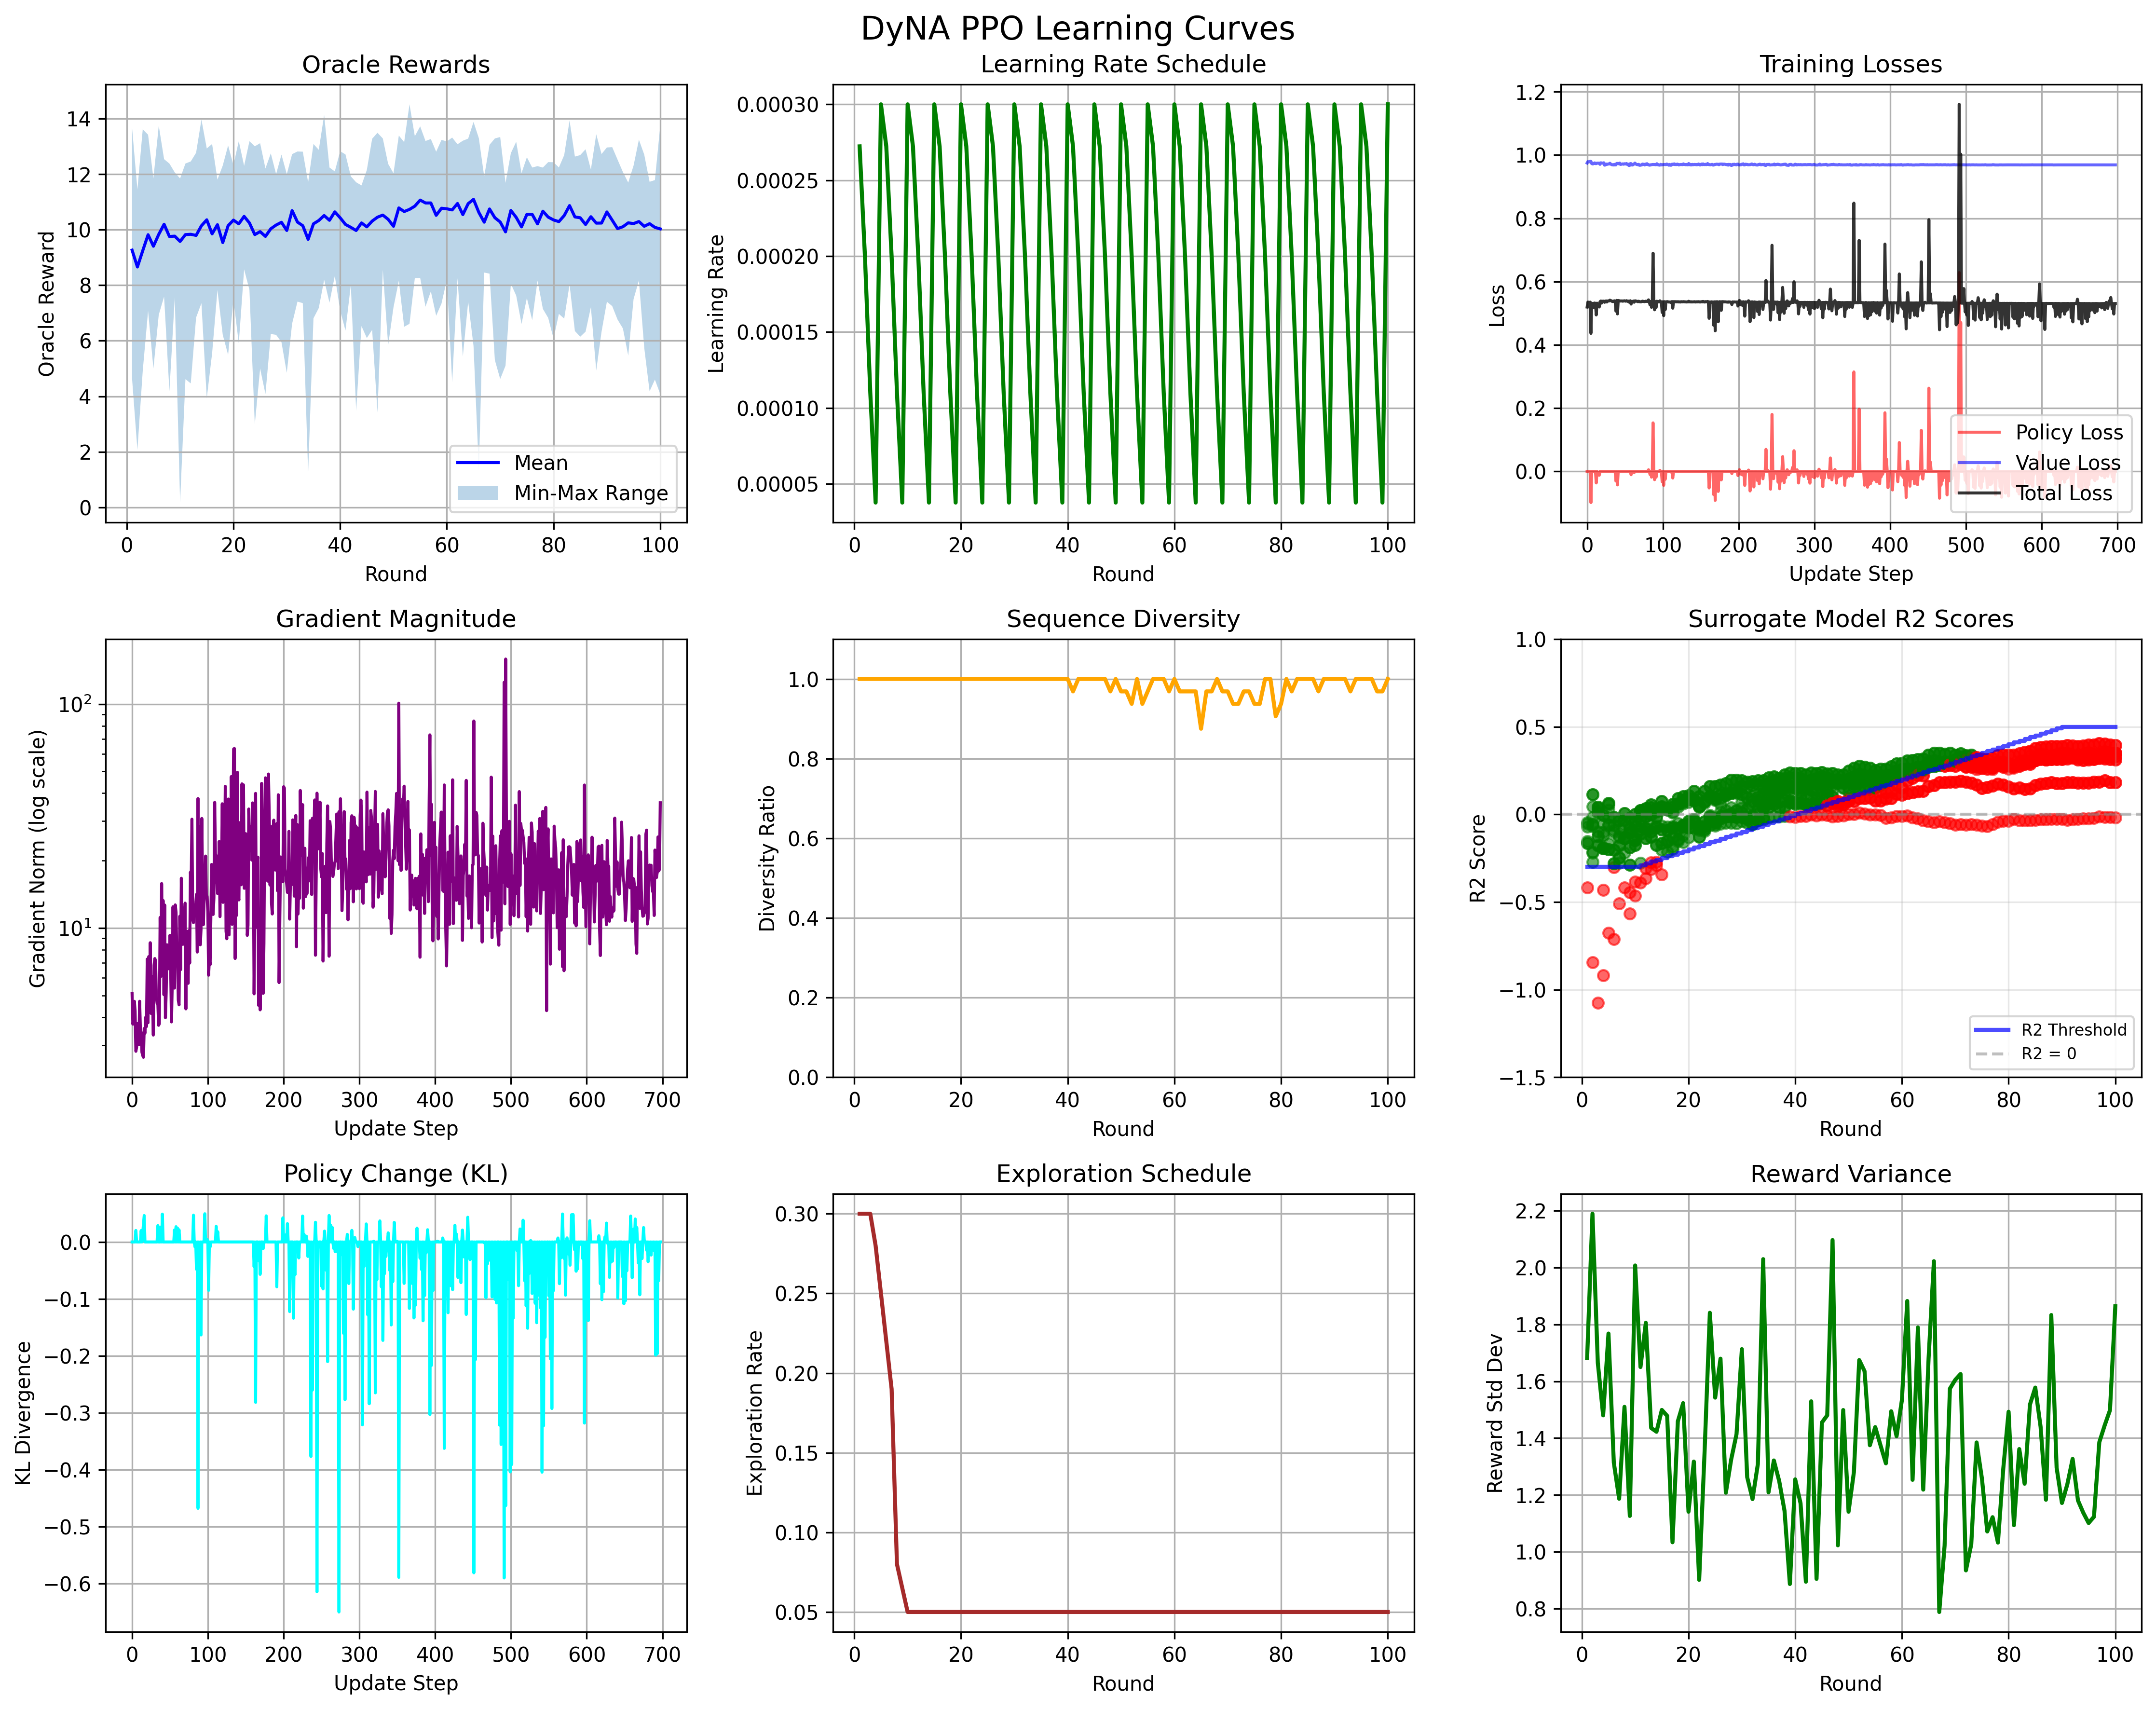 DyNA PPO Learning Curves
Oracle Rewards
Oracle Reward
14
12
10
8
6
4
2
0
Mean
Min-Max Range
0 20 40 60 80 100
Round
Learning Rate Schedule
Learning Rate
0.00030
0.00025
0.00020
0.00015
0.00010
0.00005
0 20 40 60 80 100
Round
Training Losses
Loss
1.2
1.0
0.8
0.6
0.4
0.2
0.0
Policy Loss
Value Loss
Total Loss
0 100 200 300 400 500 600 700
Update Step
Gradient Magnitude
Gradient Norm (log scale)
10²
10¹
0 100 200 300 400 500 600 700
Update Step
Sequence Diversity
Diversity Ratio
1.0
0.8
0.6
0.4
0.2
0.0
0 20 40 60 80 100
Round
Surrogate Model R2 Scores
R2 Score
1.0
0.5
0.0
−0.5
−1.0
−1.5
R2 Threshold
R2 = 0
0 20 40 60 80 100
Round
Policy Change (KL)
KL Divergence
0.0
−0.1
−0.2
−0.3
−0.4
−0.5
−0.6
0 100 200 300 400 500 600 700
Update Step
Exploration Schedule
Exploration Rate
0.30
0.25
0.20
0.15
0.10
0.05
0 20 40 60 80 100
Round
Reward Variance
Reward Std Dev
2.2
2.0
1.8
1.6
1.4
1.2
1.0
0.8
0 20 40 60 80 100
Round